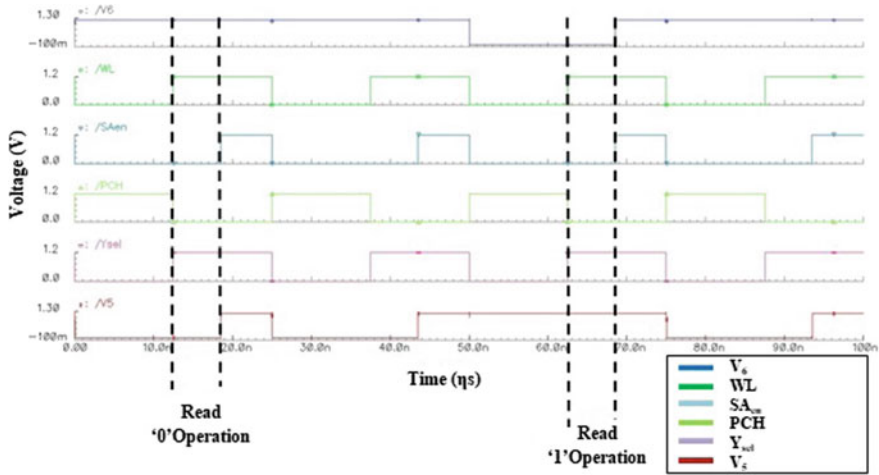 1.30
: /V6
-100m
1.2
: /WL
0.0
1.2
: /SAen
0.0
1.2
: /PCH
0.0
1.2
: /Ysel
0.0
1.30
: /V5
-100m
Voltage (V)
0.00
10.0n
20.0n
30.0n
40.0n
50.0n
60.0n
70.0n
80.0n
90.0n
100n
Time (ηs)
Read
‘0’Operation
Read
‘1’Operation
V6
WL
SAen
PCH
Ysel
V5